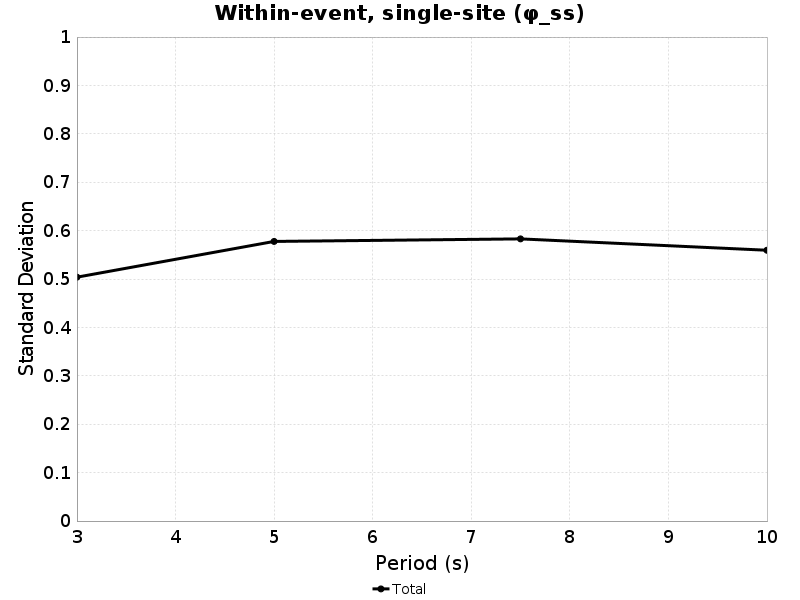 Within-event, single-site (φ_ss)
1
0.9
0.8
0.7
0.6
0.5
0.4
0.3
0.2
0.1
0
Standard Deviation
3 4 5 6 7 8 9 10
Period (s)
Total